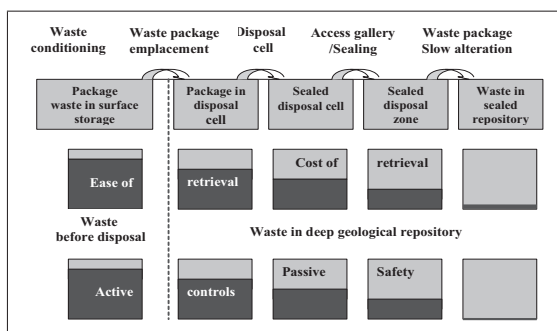 Waste conditioning
Waste package emplacement
Disposal cell
Access gallery /Sealing
Waste package Slow alteration
Package waste in surface storage
Package in disposal cell
Sealed disposal cell
Sealed disposal zone
Waste in sealed repository
Ease of
retrieval
Cost of
retrieval
Waste before disposal
Waste in deep geological repository
Active
controls
Passive
Safety